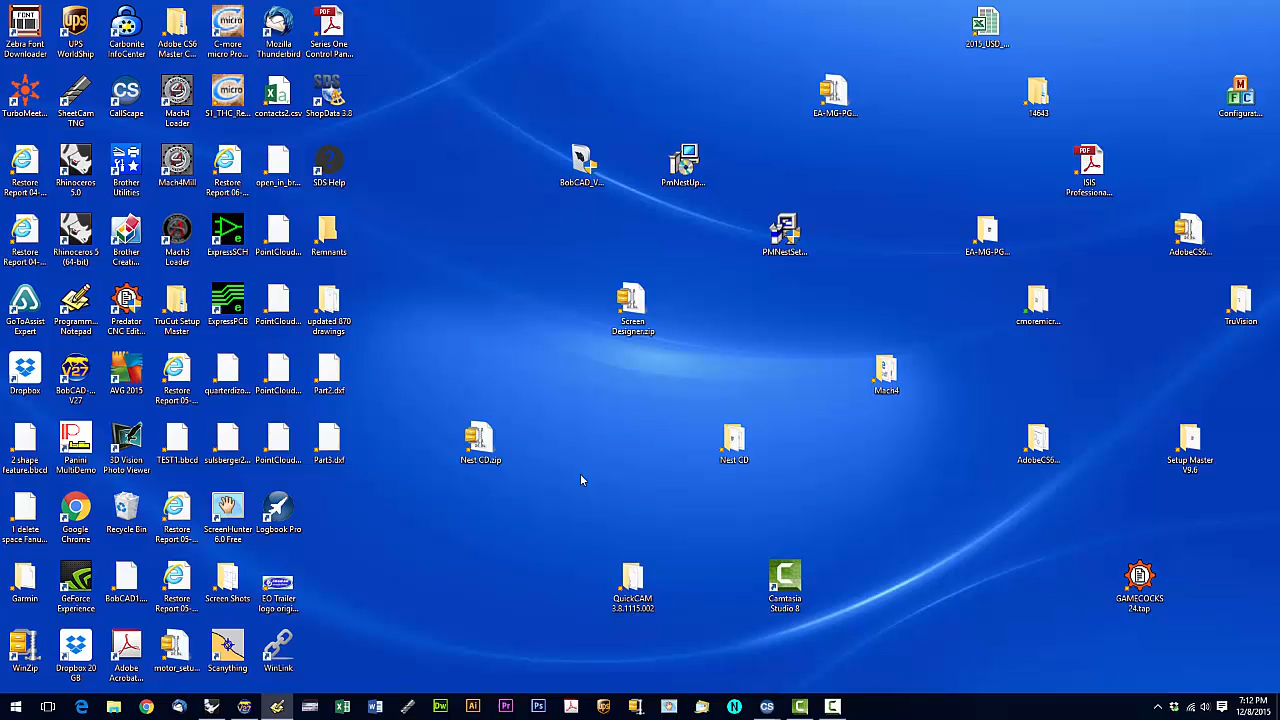 Zebra Font
Downloader
UPS
WorldShip
Carbonite
InfoCenter
Adobe CS6
Master C...
C-more
micro Pro...
Mozilla
Thunderbird
Series One
Control Pan...
2015_USD_...
TurboMeet...
SheetCam
TNG
CallScape
Mach4
Loader
S1_THC_Re...
contacts2.csv
ShopData 3.8
EA-MG-PG...
14643
Configurat...
Restore
Report 04-...
Rhinoceros
5.0
Brother
Utilities
Mach4Mill
Restore
Report 06-...
open_in_br...
SDS Help
BobCAD_V...
PmNestUp...
ISIS
Professiona...
Restore
Report 04-...
Rhinoceros 5
(64-bit)
Brother
Creati...
Mach3
Loader
ExpressSCH
PointCloud...
Remnants
PMNestSet...
EA-MG-PG...
AdobeCS6...
GoToAssist
Expert
Programm...
Notepad
Predator
CNC Edit...
TruCut Setup
Master
ExpressPCB
PointCloud...
updated 870
drawings
Screen
Designer.zip
cmoremicr...
TruVision
Dropbox
BobCAD-...
V27
AVG 2015
Restore
Report 05-...
quarterdizo...
PointCloud...
Part2.dxf
Mach4
2 shape
feature.bbcd
Panini
MultiDemo
3D Vision
Photo Viewer
TEST1.bbcd
sulsberger2...
PointCloud...
Part3.dxf
Nest CD.zip
Nest CD
AdobeCS6...
Setup Master
V9.6
1 delete
space Fanu...
Google
Chrome
Recycle Bin
Restore
Report 05-...
ScreenHunter
6.0 Free
Logbook Pro
Garmin
GeForce
Experience
BobCAD1....
Restore
Report 05-...
Screen Shots
EO Trailer
logo origi...
QuickCAM
3.8.1115.002
Camtasia
Studio 8
GAMECOCKS
24.tap
WinZip
Dropbox 20
GB
Adobe
Acrobat...
motor_setu...
Scanything
WinLink
7:12 PM
12/8/2015